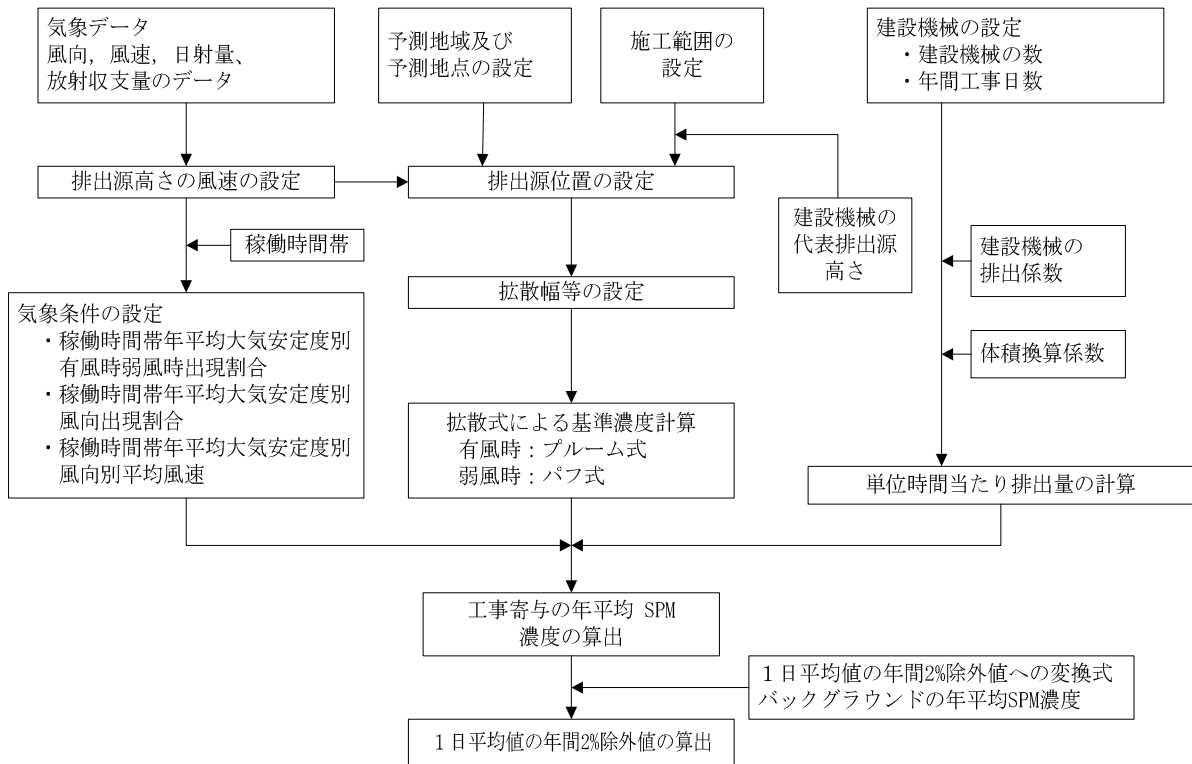 気象データ
風向，風速，日射量、
放射収支量のデータ
予測地域及び
予測地点の設定
施工範囲の
設定
建設機械の設定
・建設機械の数
・年間工事日数
排出源高さの風速の設定
排出源位置の設定
建設機械の
代表排出源
高さ
稼働時間帯
建設機械の
排出係数
拡散幅等の設定
気象条件の設定
・稼働時間帯年平均大気安定度別
有風時弱風時出現割合
・稼働時間帯年平均大気安定度別
風向出現割合
・稼働時間帯年平均大気安定度別
風向別平均風速
体積換算係数
拡散式による基準濃度計算
有風時：プルーム式
弱風時：パフ式
単位時間当たり排出量の計算
工事寄与の年平均 SPM
濃度の算出
１日平均値の年間2%除外値への変換式
バックグラウンドの年平均SPM濃度
１日平均値の年間2%除外値の算出